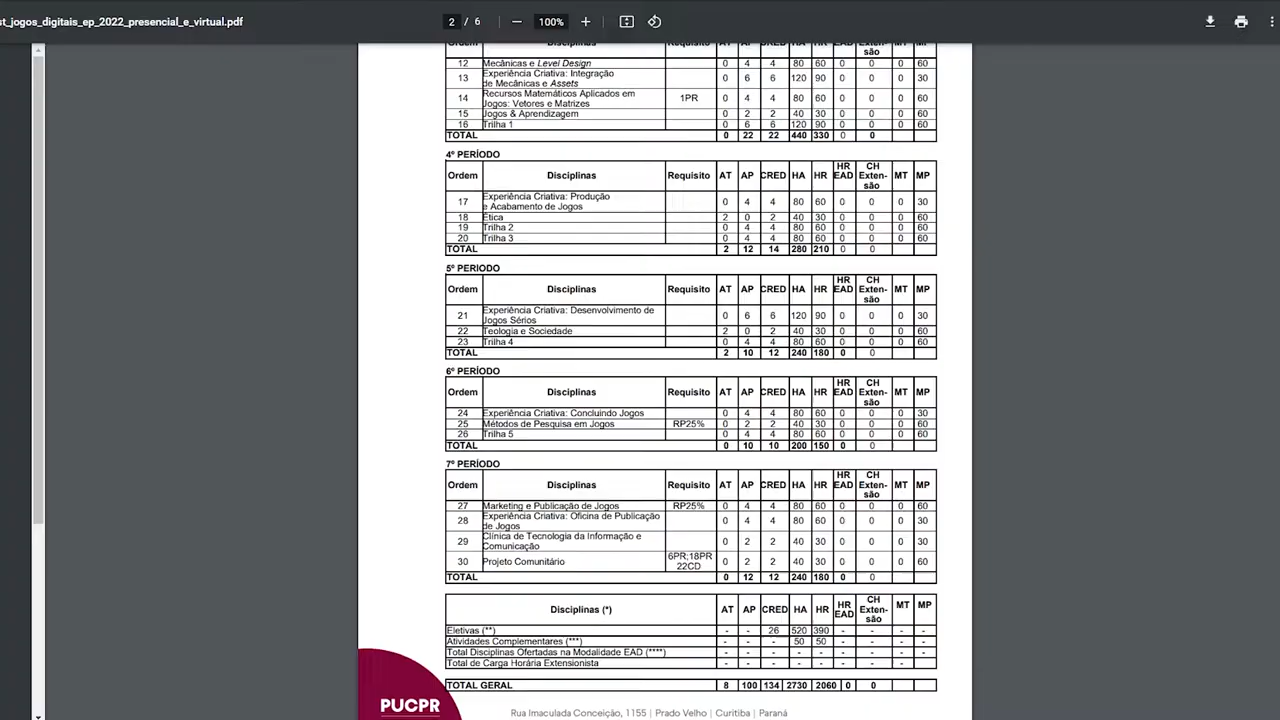 st_jogos_digitais_ep_2022_presencial_e_virtual.pdf 2 / 6 100%
Ordem Disciplinas Requisito AT AP CRED HA HR EAD Exten-são MT MP
12 Mecânicas e Level Design 0 4 4 80 60 0 0 0 60
13 Experiência Criativa: Integração de Mecânicas e Assets 0 6 6 120 90 0 0 0 30
14 Recursos Matemáticos Aplicados em Jogos: Vetores e Matrizes 1PR 0 4 4 80 60 0 0 0 60
15 Jogos & Aprendizagem 0 2 2 40 30 0 0 0 60
16 Trilha 1 0 6 6 120 90 0 0 0 60
TOTAL 0 22 22 440 330 0 0
4º PERÍODO
Ordem Disciplinas Requisito AT AP CRED HA HR HR EAD CH Exten-são MT MP
17 Experiência Criativa: Produção e Acabamento de Jogos 0 4 4 80 60 0 0 0 30
18 Ética 2 0 2 40 30 0 0 0 60
19 Trilha 2 0 4 4 80 60 0 0 0 60
20 Trilha 3 0 4 4 80 60 0 0 0 60
TOTAL 2 12 14 280 210 0 0
5º PERÍODO
Ordem Disciplinas Requisito AT AP CRED HA HR HR EAD CH Exten-são MT MP
21 Experiência Criativa: Desenvolvimento de Jogos Sérios 0 6 6 120 90 0 0 0 30
22 Teologia e Sociedade 2 0 2 40 30 0 0 0 60
23 Trilha 4 0 4 4 80 60 0 0 0 60
TOTAL 2 10 12 240 180 0 0
6º PERÍODO
Ordem Disciplinas Requisito AT AP CRED HA HR HR EAD CH Exten-são MT MP
24 Experiência Criativa: Concluindo Jogos 0 4 4 80 60 0 0 0 30
25 Métodos de Pesquisa em Jogos RP25% 0 2 2 40 30 0 0 0 60
26 Trilha 5 0 4 4 80 60 0 0 0 60
TOTAL 0 10 10 200 150 0 0
7º PERÍODO
Ordem Disciplinas Requisito AT AP CRED HA HR HR EAD CH Exten-são MT MP
27 Marketing e Publicação de Jogos RP25% 0 4 4 80 60 0 0 0 60
28 Experiência Criativa: Oficina de Publicação de Jogos 0 4 4 80 60 0 0 0 30
29 Clínica de Tecnologia da Informação e Comunicação 0 2 2 40 30 0 0 0 30
30 Projeto Comunitário 6PR;18PR 22CD 0 2 2 40 30 0 0 0 60
TOTAL 0 12 12 240 180 0 0
Disciplinas (*) AT AP CRED HA HR HR EAD CH Exten-são MT MP
Eletivas (**) - - 26 520 390 - - - -
Atividades Complementares (***) - - - 50 50 - - - -
Total Disciplinas Ofertadas na Modalidade EAD (****) - - - - - - - - -
Total de Carga Horária Extensionista - - - - - - - - -
TOTAL GERAL 8 100 134 2730 2060 0 0
PUCPR
Rua Imaculada Conceição, 1155 | Prado Velho | Curitiba | Paraná